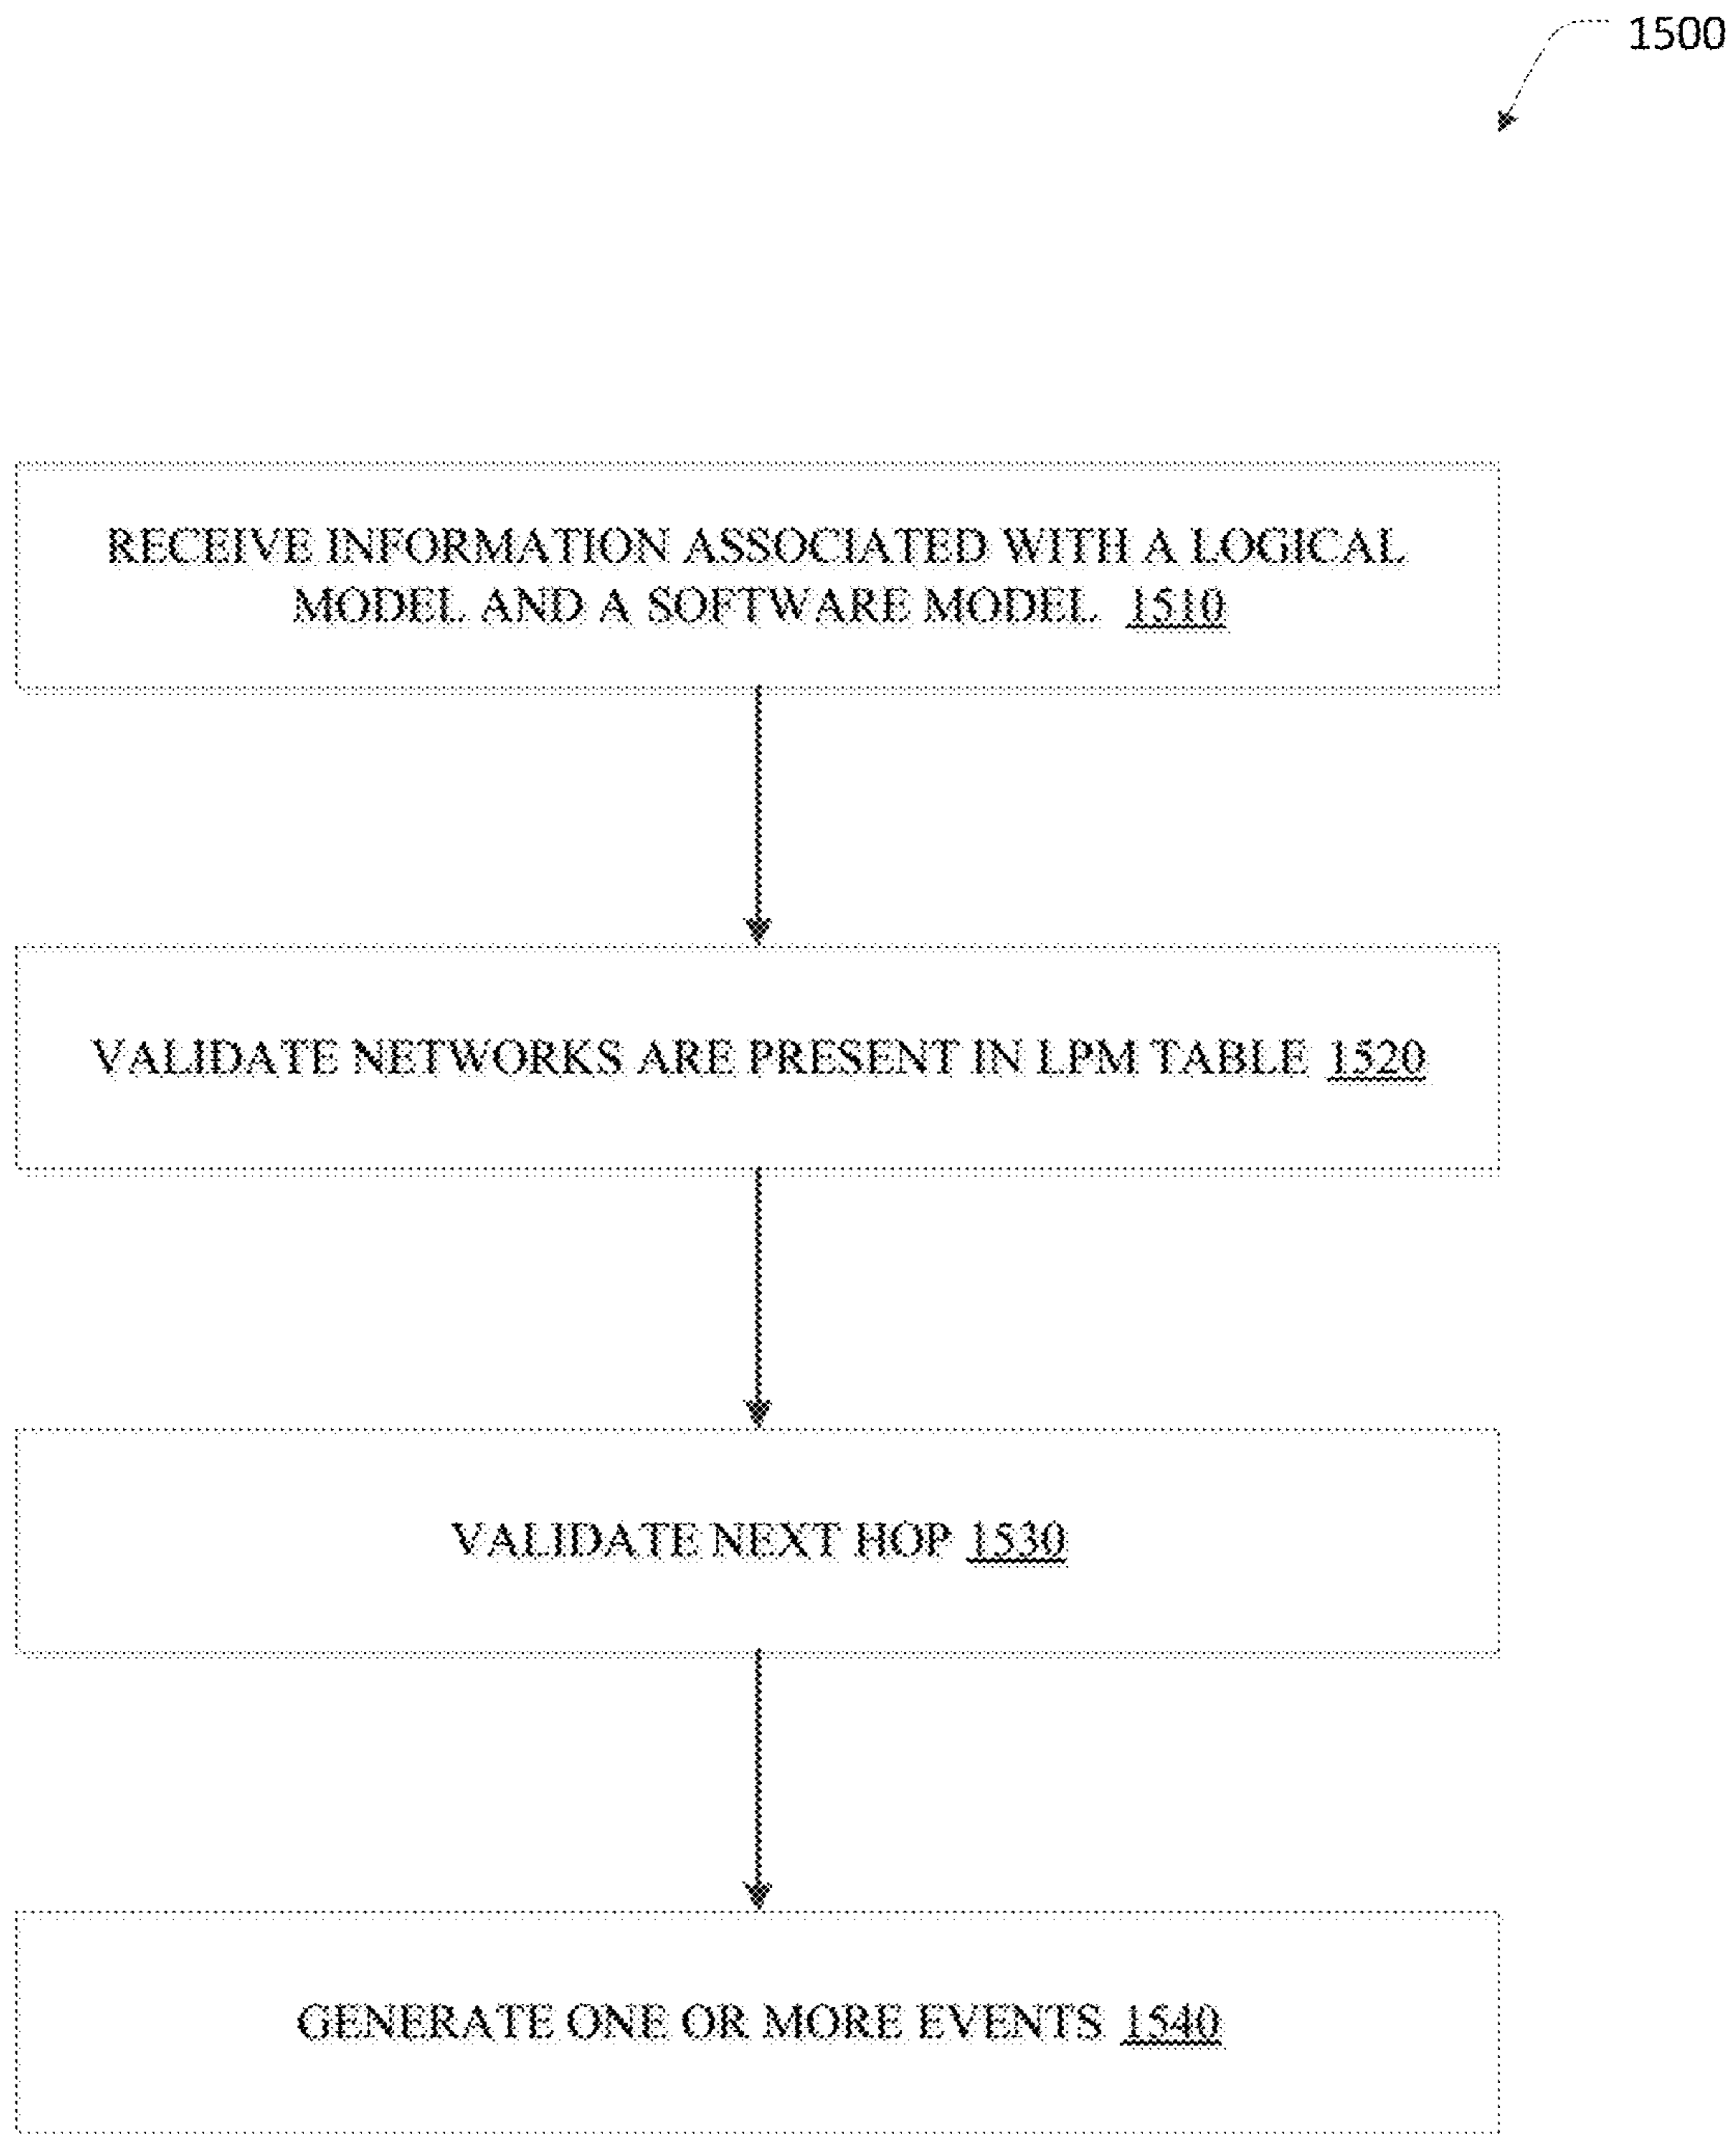 1500
RECEIVE INFORMATION ASSOCIATED WITH A LOGICAL
MODEL AND A SOFTWARE MODEL 1510
VALIDATE NETWORKS ARE PRESENT IN LPM TABLE 1520
VALIDATE NEXT HOP 1530
GENERATE ONE OR MORE EVENTS 1540